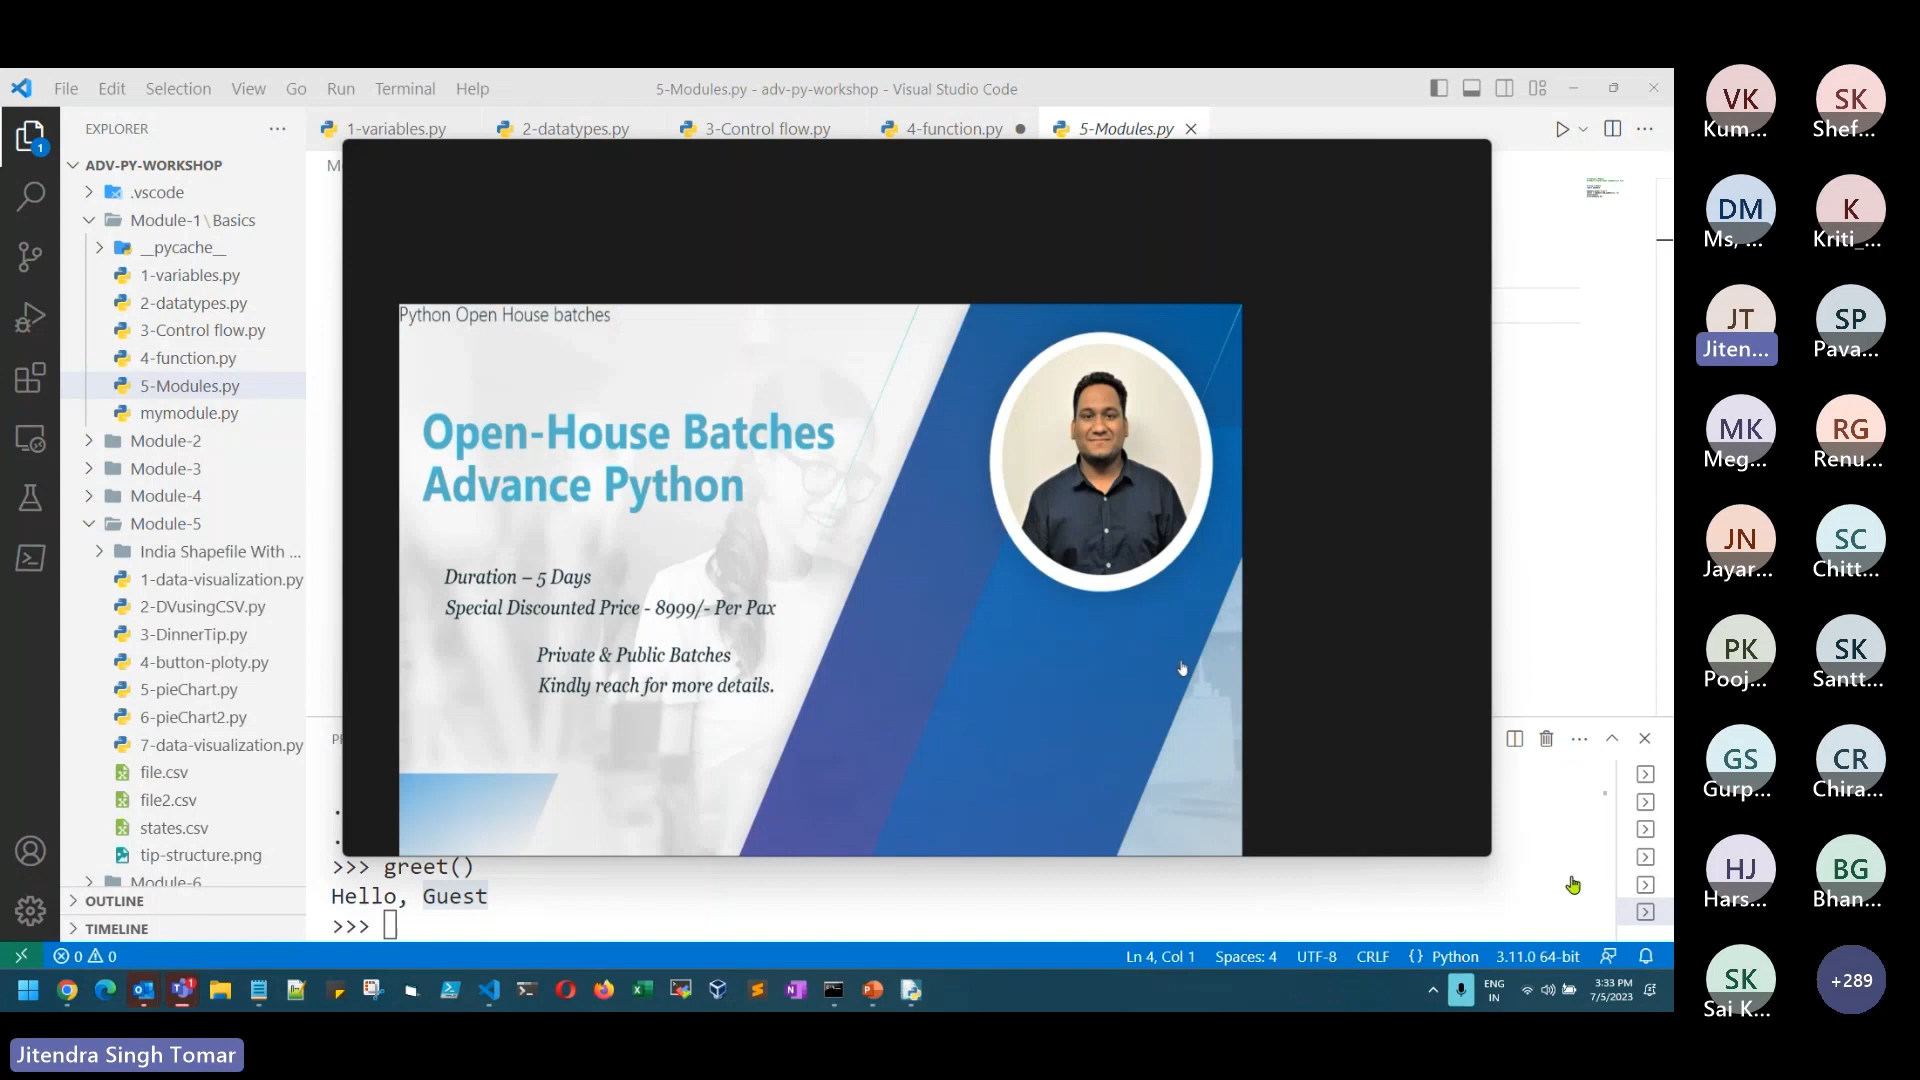 File Edit Selection View Go Run Terminal Help
5-Modules.py - adv-py-workshop - Visual Studio Code
EXPLORER
1-variables.py
2-datatypes.py
3-Control flow.py
4-function.py
5-Modules.py
ADV-PY-WORKSHOP
.vscode
Module-1\Basics
__pycache__
1-variables.py
2-datatypes.py
3-Control flow.py
4-function.py
5-Modules.py
mymodule.py
Module-2
Module-3
Module-4
Module-5
India Shapefile With ...
1-data-visualization.py
2-DVusingCSV.py
3-DinnerTip.py
4-button-ploty.py
5-pieChart.py
6-pieChart2.py
7-data-visualization.py
file.csv
file2.csv
states.csv
tip-structure.png
Module-6
OUTLINE
TIMELINE
1
Python Open House batches
Open-House Batches
Advance Python
Duration – 5 Days
Special Discounted Price - 8999/- Per Pax
Private & Public Batches
Kindly reach for more details.
>>> greet()
Hello, Guest
>>>
0 0
Ln 4, Col 1 Spaces: 4 UTF-8 CRLF {} Python 3.11.0 64-bit
ENG
IN
3:33 PM
7/5/2023
VK
Kum...
SK
Shef...
DM
Ms, ...
K
Kriti_...
JT
Jiten...
SP
Pava...
MK
Meg...
RG
Renu...
JN
Jayar...
SC
Chitt...
PK
Pooj...
SK
Santt...
GS
Gurp...
CR
Chira...
HJ
Hars...
BG
Bhan...
SK
Sai K...
+289
Jitendra Singh Tomar